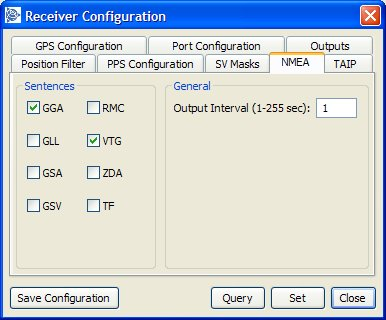 Receiver Configuration
GPS Configuration Port Configuration Outputs
Position Filter PPS Configuration SV Masks NMEA TAIP
Sentences General
GGA RMC Output Interval (1-255 sec): 1
GLL VTG
GSA ZDA
GSV TF
Save Configuration Query Set Close